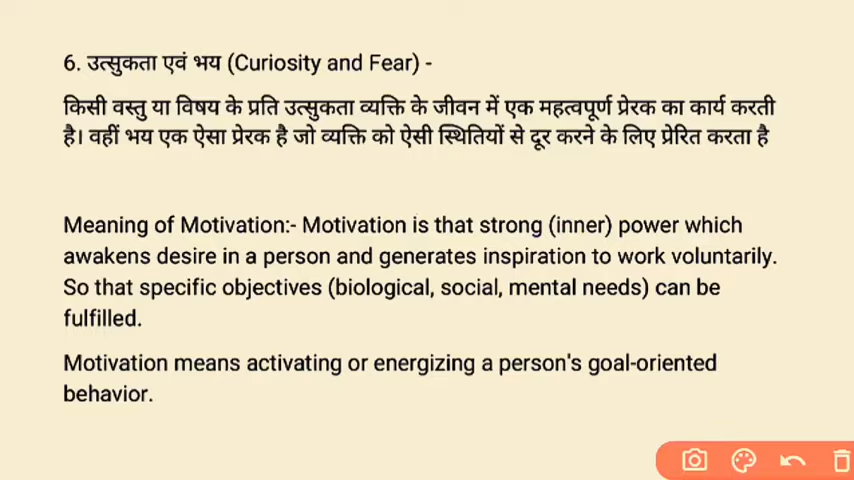 6. उत्सुकता एवं भय (Curiosity and Fear) -
किसी वस्तु या विषय के प्रति उत्सुकता व्यक्ति के जीवन में एक महत्वपूर्ण प्रेरक का कार्य करती
है। वहीं भय एक ऐसा प्रेरक है जो व्यक्ति को ऐसी स्थितियों से दूर करने के लिए प्रेरित करता है
Meaning of Motivation:- Motivation is that strong (inner) power which
awakens desire in a person and generates inspiration to work voluntarily.
So that specific objectives (biological, social, mental needs) can be
fulfilled.
Motivation means activating or energizing a person's goal-oriented
behavior.